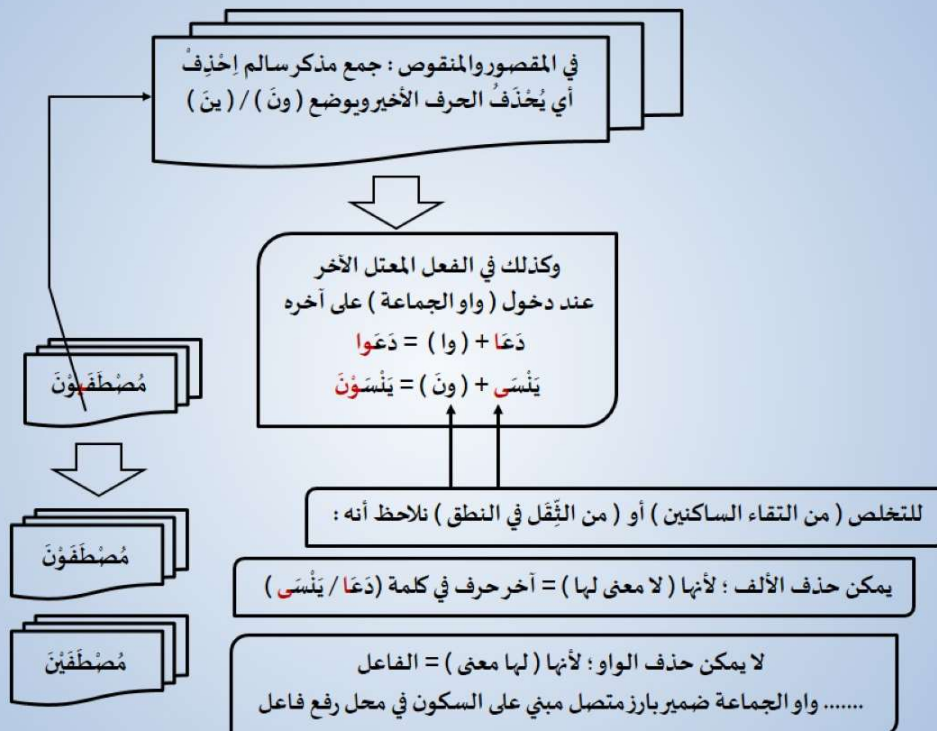 في المقصور والمنقوص : جمع مذكر سالم اِحْذِفْ
أي يُحْذَفُ الحرف الأخير ويوضع ( ونَ ) / ( ينَ )
وكذلك في الفعل المعتل الآخر
عند دخول ( واو الجماعة ) على آخره
دَعَا + ( وا ) = دَعَوا
يَنْسَى + ( ونَ ) = يَنْسَوْنَ
مُصْطَفَيوْنَ
مُصْطَفَوْنَ
مُصْطَفَيْنَ
للتخلص ( من التقاء الساكنين ) أو ( من الثِّقَل في النطق ) نلاحظ أنه :
يمكن حذف الألف ؛ لأنها ( لا معنى لها ) = آخر حرف في كلمة (دَعَا / يَنْسَى )
لا يمكن حذف الواو ؛ لأنها ( لها معنى ) = الفاعل
....... واو الجماعة ضمير بارز متصل مبني على السكون في محل رفع فاعل